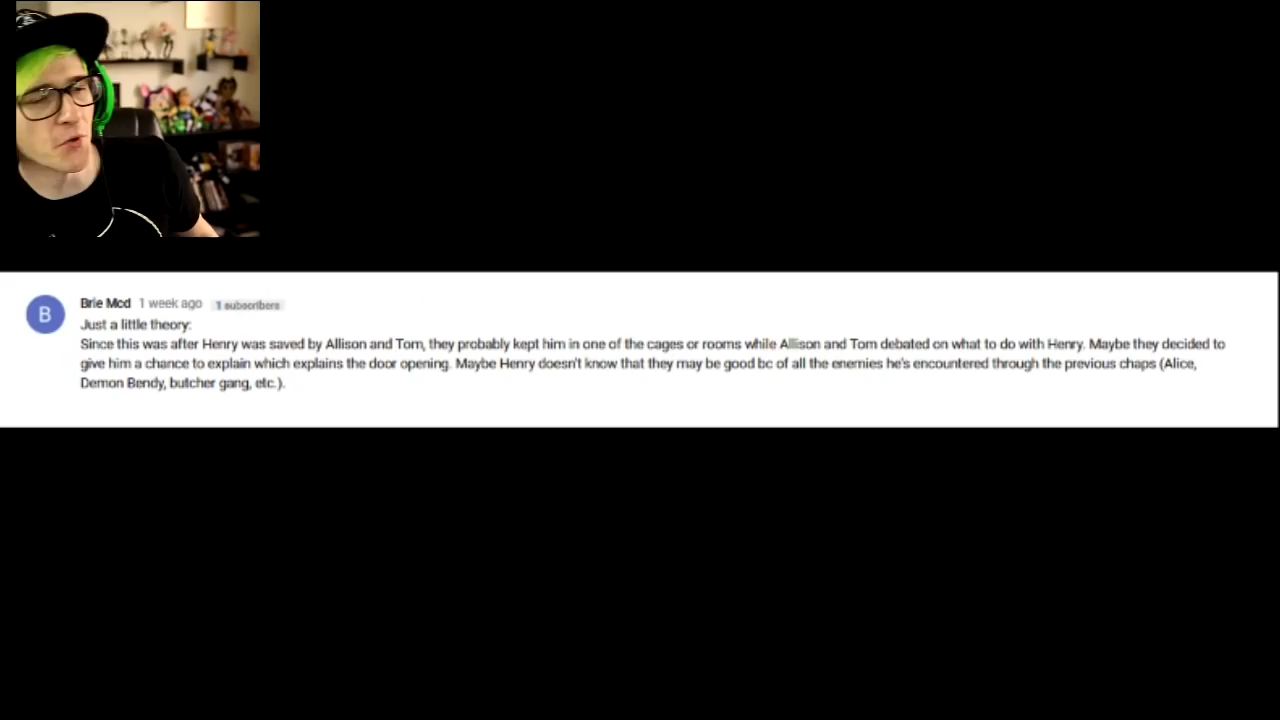 B
Brie Mcd 1 week ago 1 subscribers
Just a little theory:
Since this was after Henry was saved by Allison and Tom, they probably kept him in one of the cages or rooms while Allison and Tom debated on what to do with Henry. Maybe they decided to
give him a chance to explain which explains the door opening. Maybe Henry doesn't know that they may be good bc of all the enemies he's encountered through the previous chaps (Alice,
Demon Bendy, butcher gang, etc.).